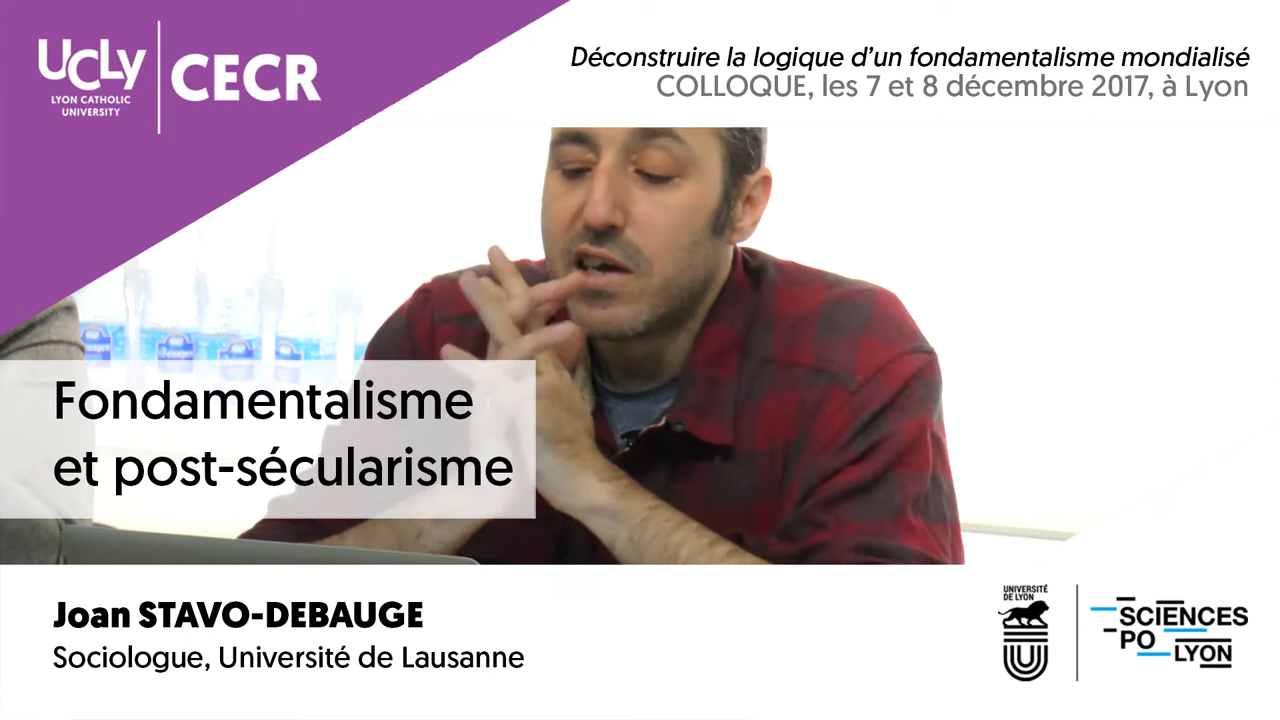 UCLy
LYON CATHOLIC
UNIVERSITY
CECR
Déconstruire la logique d'un fondamentalisme mondialisé
COLLOQUE, les 7 et 8 décembre 2017, à Lyon
Fondamentalisme
et post-sécularisme
Joan STAVO-DEBAUGE
Sociologue, Université de Lausanne
UNIVERSITÉ
DE LYON
SCIENCES
PO
LYON